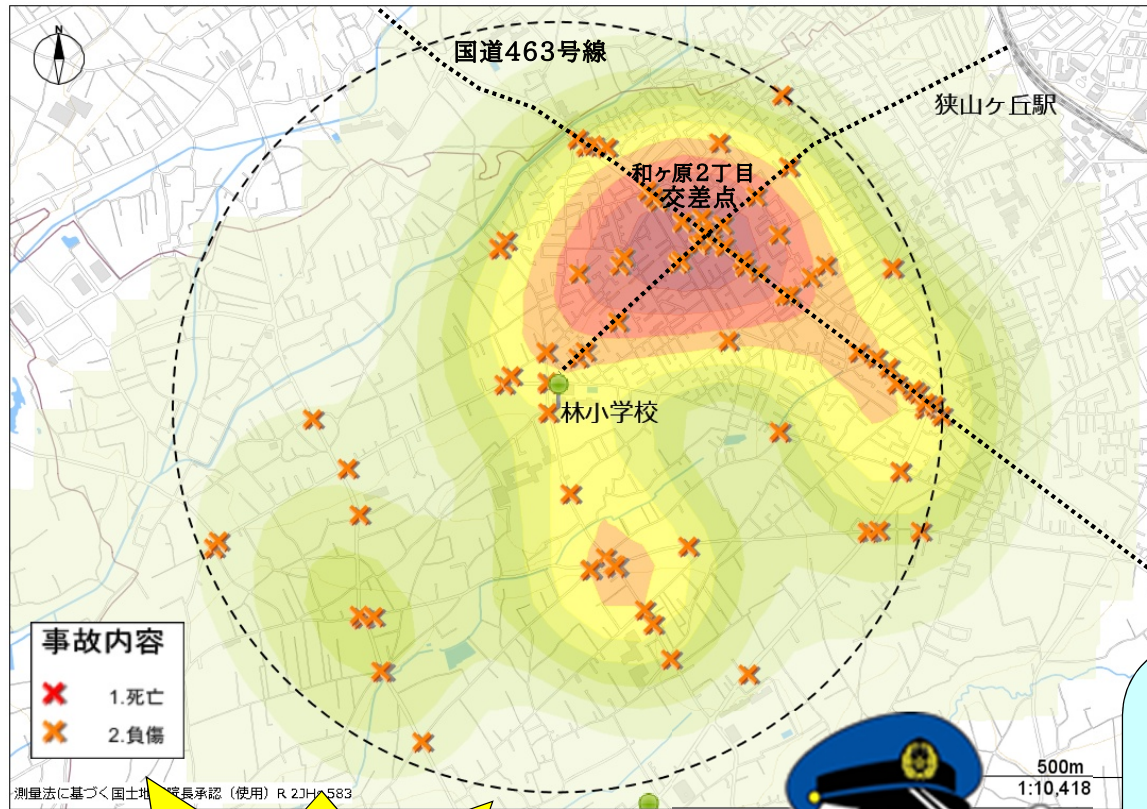 N
国道463号線
狭山ヶ丘駅
和ヶ原2丁目
交差点
林小学校
事故内容
1.死亡
2.負傷
500m
1:10,418
測量法に基づく国土地 院長承認(使用)R 2JH 583